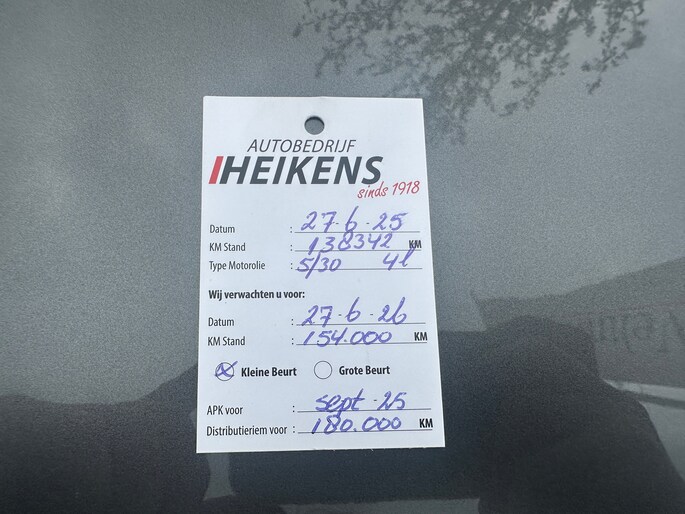 AUTOBEDRIJF
HEIKENS
sinds 1918
Datum : 27-6-25
KM Stand : 138342 KM
Type Motorolie : 5/30 4l
Wij verwachten u voor:
Datum : 27-6-26
KM Stand : 154.000 KM
Kleine Beurt Grote Beurt
APK voor : sept-25
Distributieriem voor : 180.000 KM